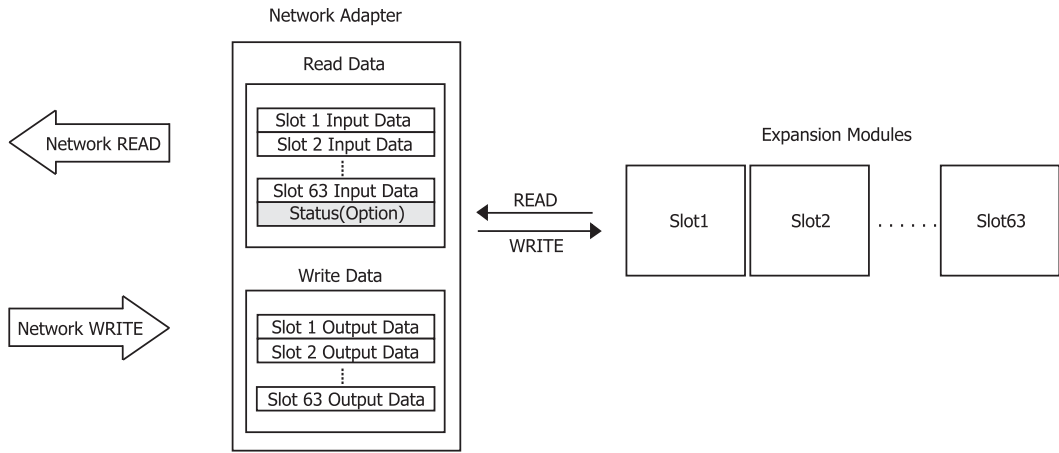 Network Adapter
Read Data
Slot 1 Input Data
Slot 2 Input Data
Slot 63 Input Data
Status(Option)
Write Data
Slot 1 Output Data
Slot 2 Output Data
Slot 63 Output Data
Network READ
Network WRITE
READ
WRITE
Expansion Modules
Slot1
Slot2
......
Slot63